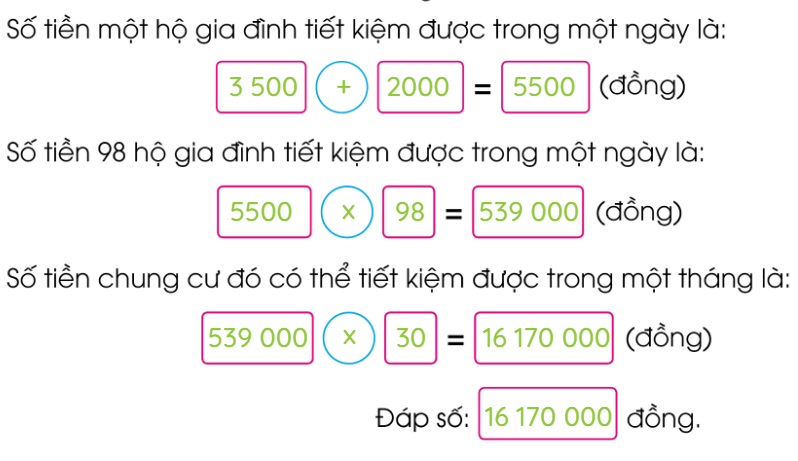 Số tiền một hộ gia đình tiết kiệm được trong một ngày là:
3 500 + 2000 = 5500 (đồng)
Số tiền 98 hộ gia đình tiết kiệm được trong một ngày là:
5500 x 98 = 539 000 (đồng)
Số tiền chung cư đó có thể tiết kiệm được trong một tháng là:
539 000 x 30 = 16 170 000 (đồng)
Đáp số: 16 170 000 đồng.